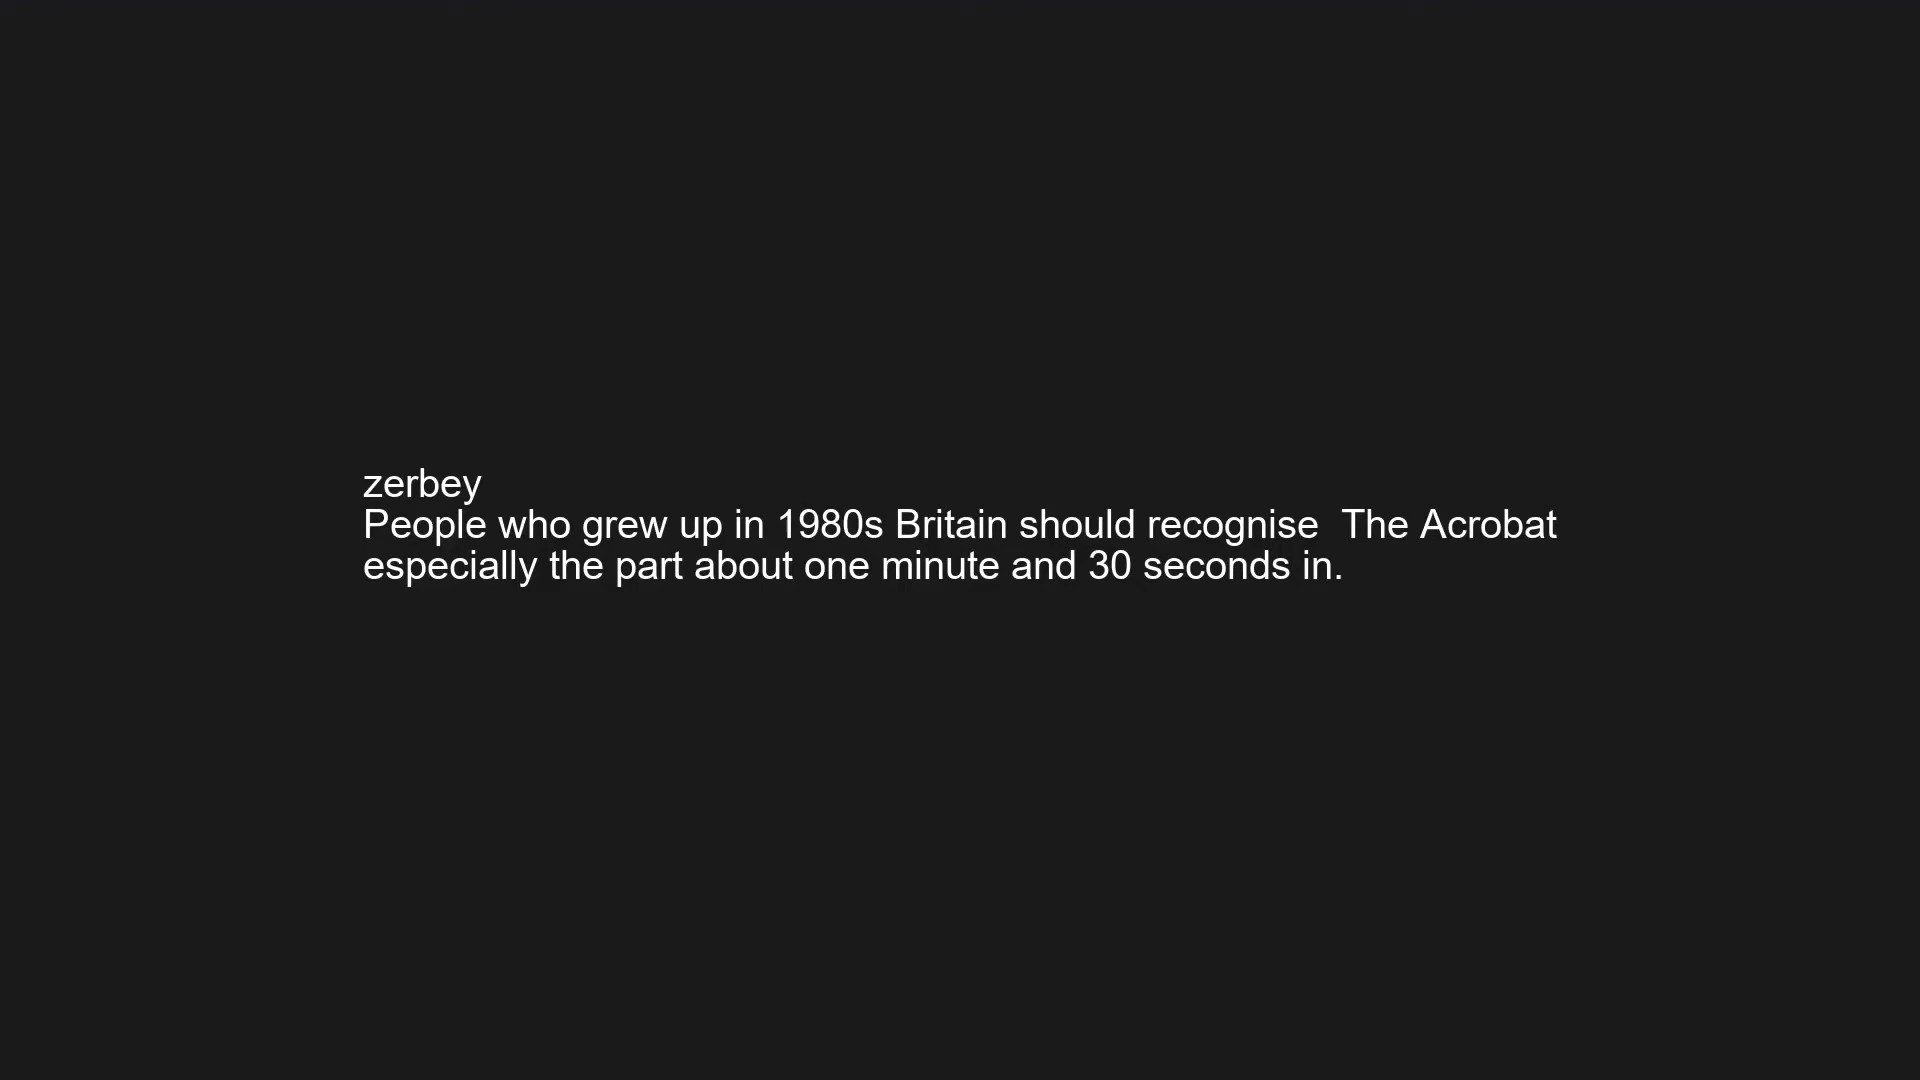 zerbey
People who grew up in 1980s Britain should recognise  The Acrobat
especially the part about one minute and 30 seconds in.